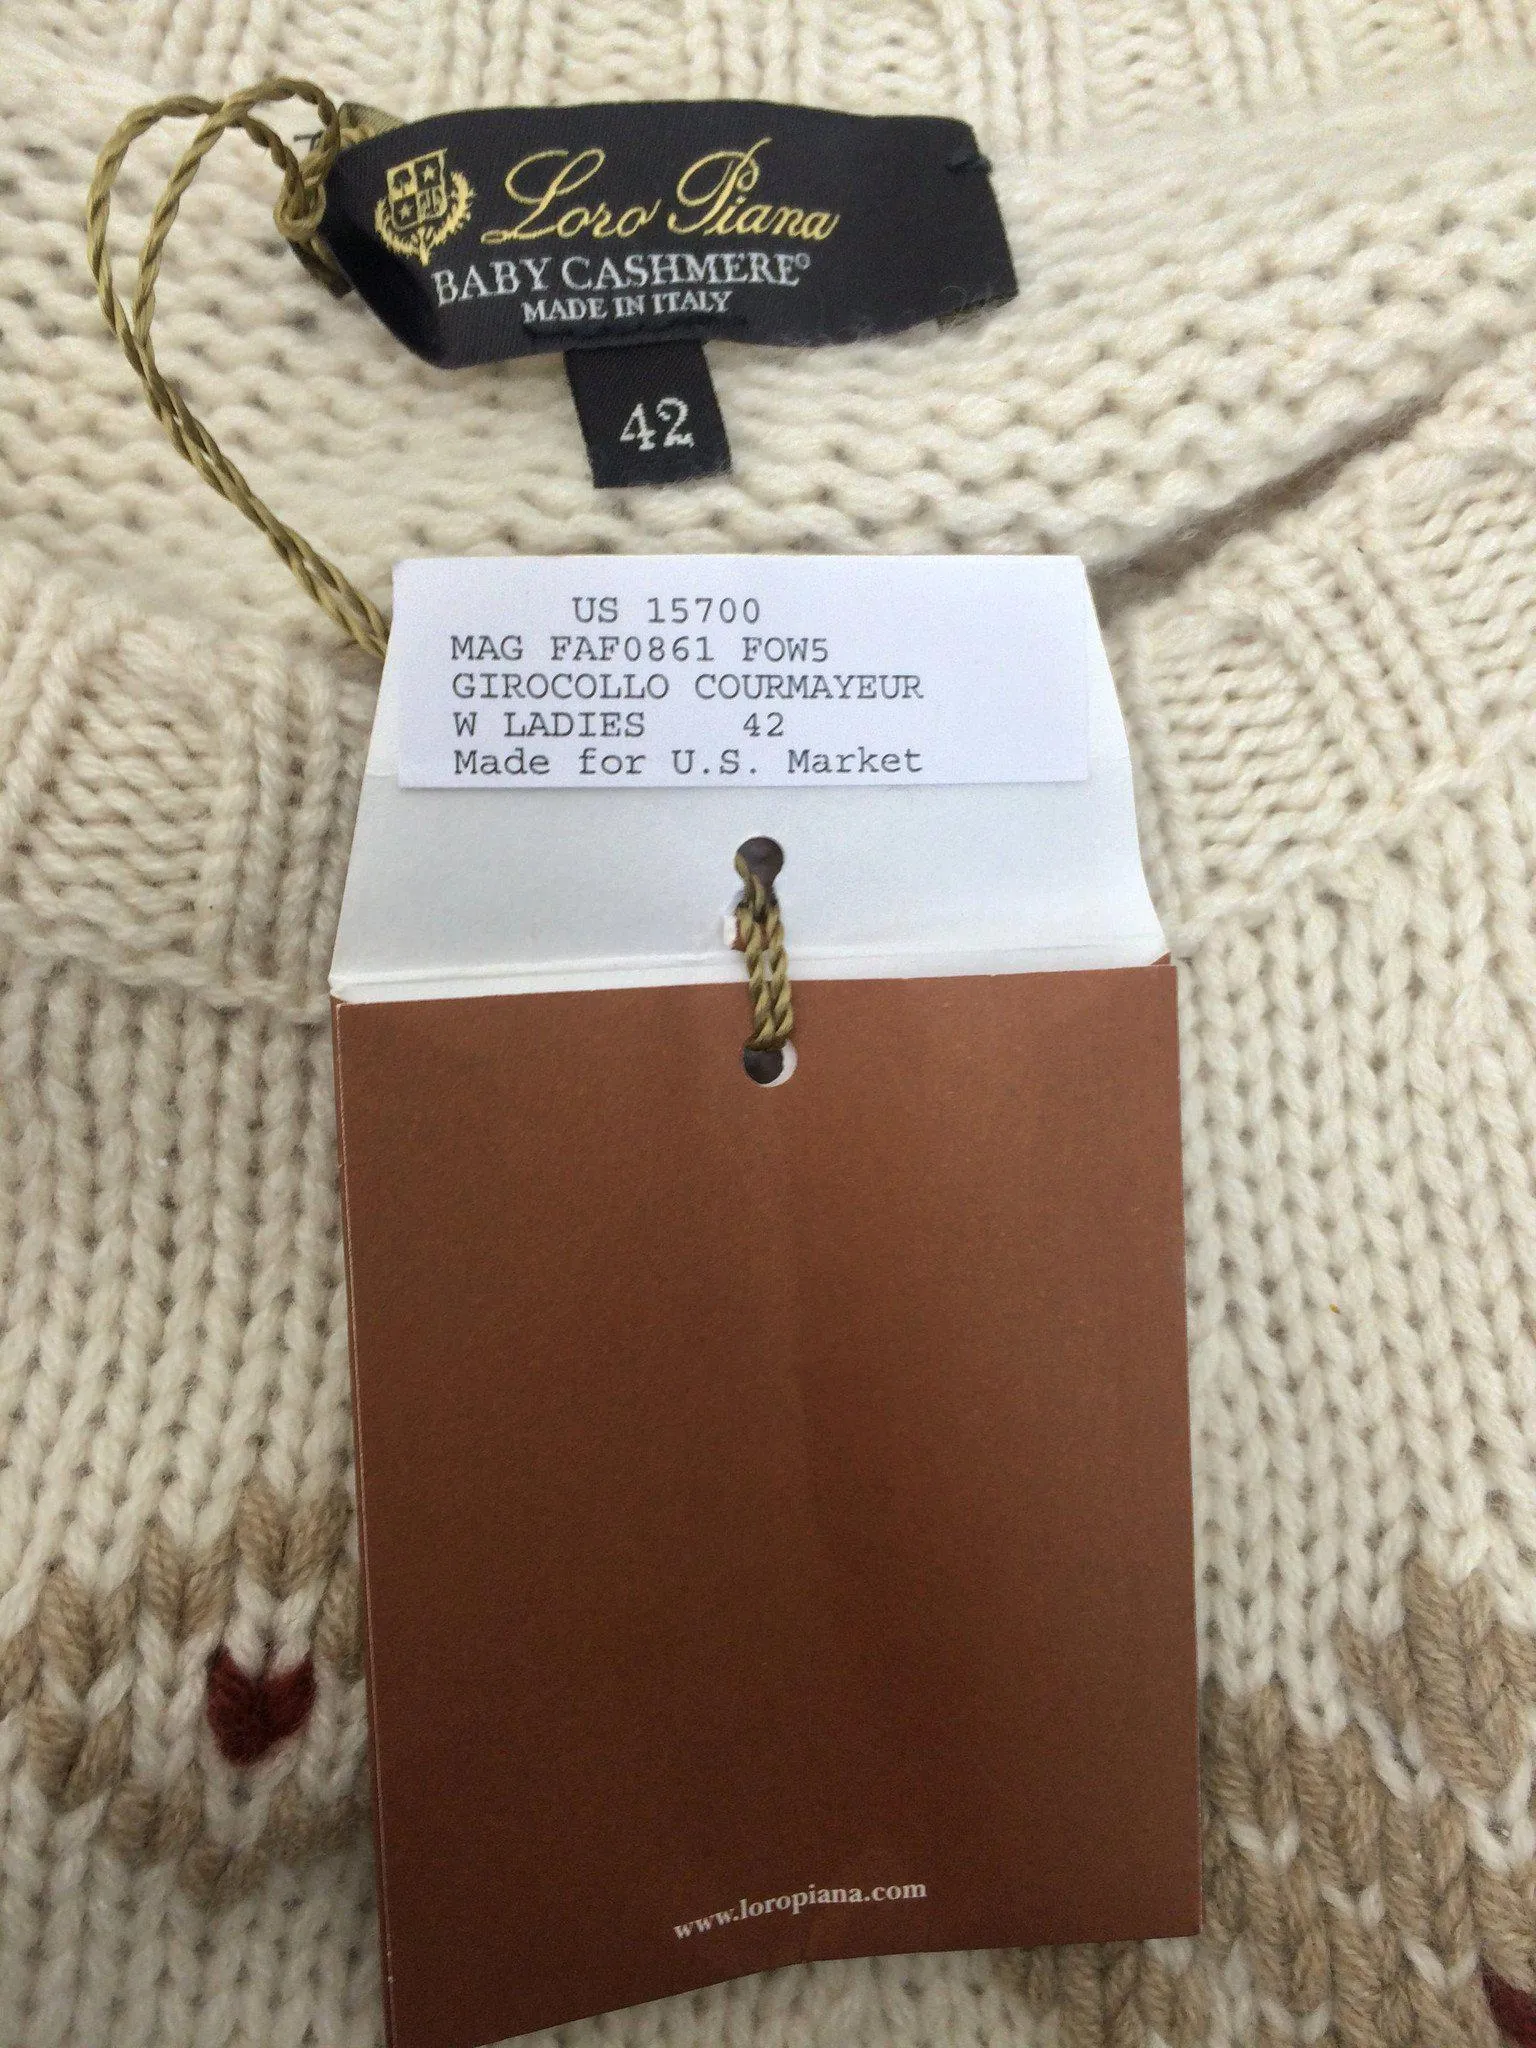 Loro Piana
BABY CASHMERE®
MADE IN ITALY
42
US 15700
MAG FAF0861 FOW5
GIROCOLLO COURMAYEUR
W LADIES 42
Made for U.S. Market
www.loropiana.com